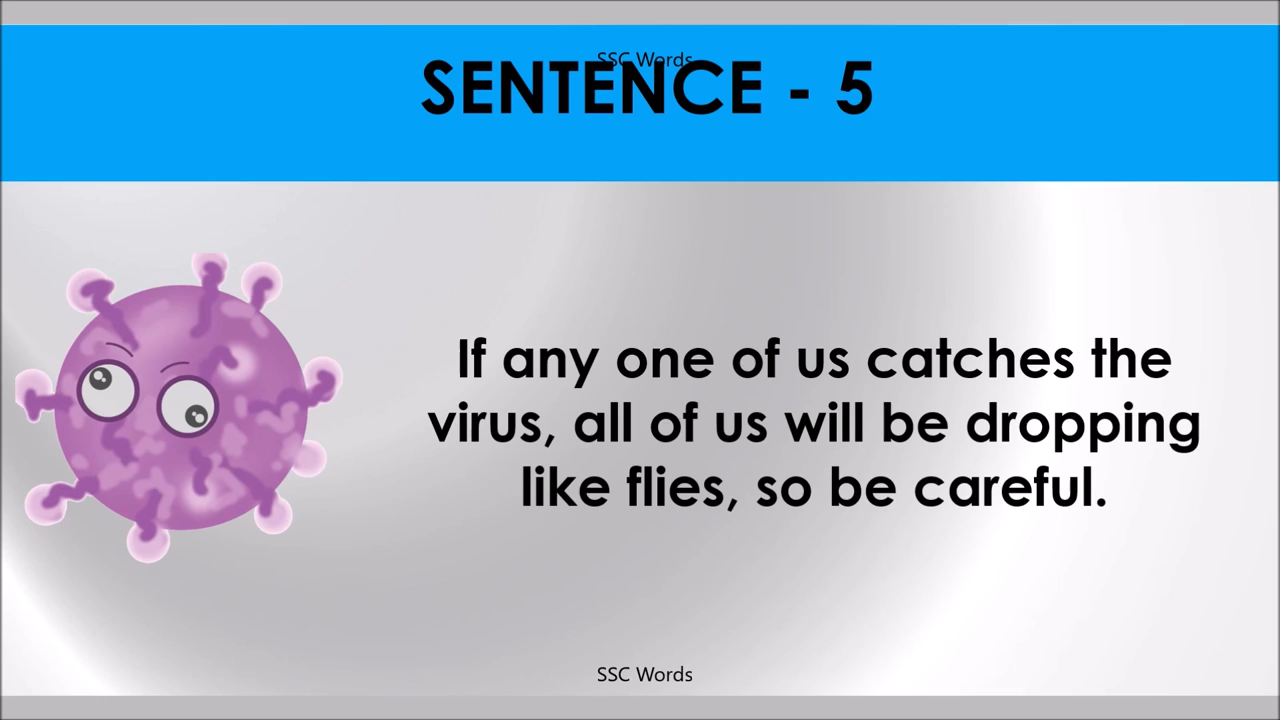 SSC Words
SENTENCE - 5
If any one of us catches the
virus, all of us will be dropping
like flies, so be careful.
SSC Words